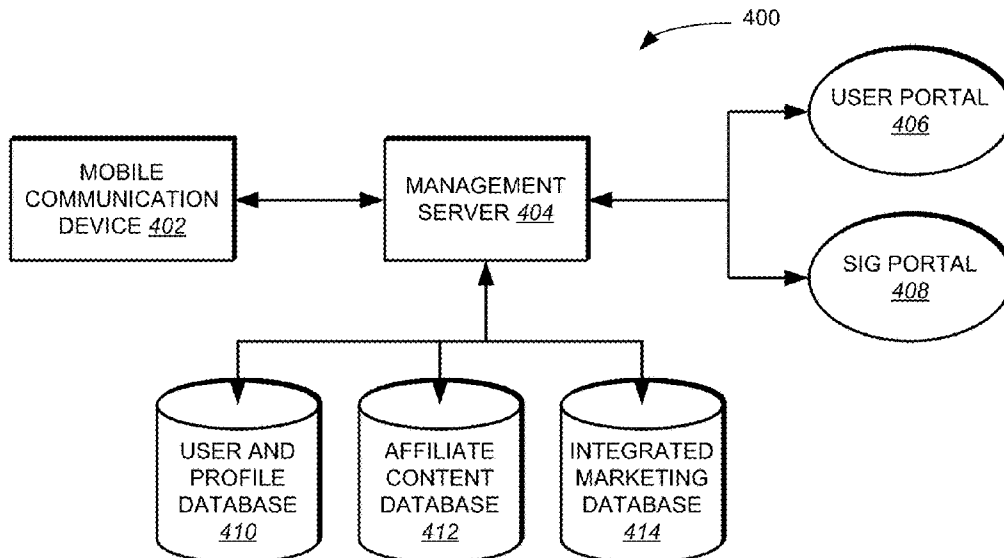 400
USER PORTAL
406
MOBILE
COMMUNICATION
DEVICE 402
MANAGEMENT
SERVER 404
SIG PORTAL
408
USER AND
PROFILE
DATABASE
410
AFFILIATE
CONTENT
DATABASE
412
INTEGRATED
MARKETING
DATABASE
414